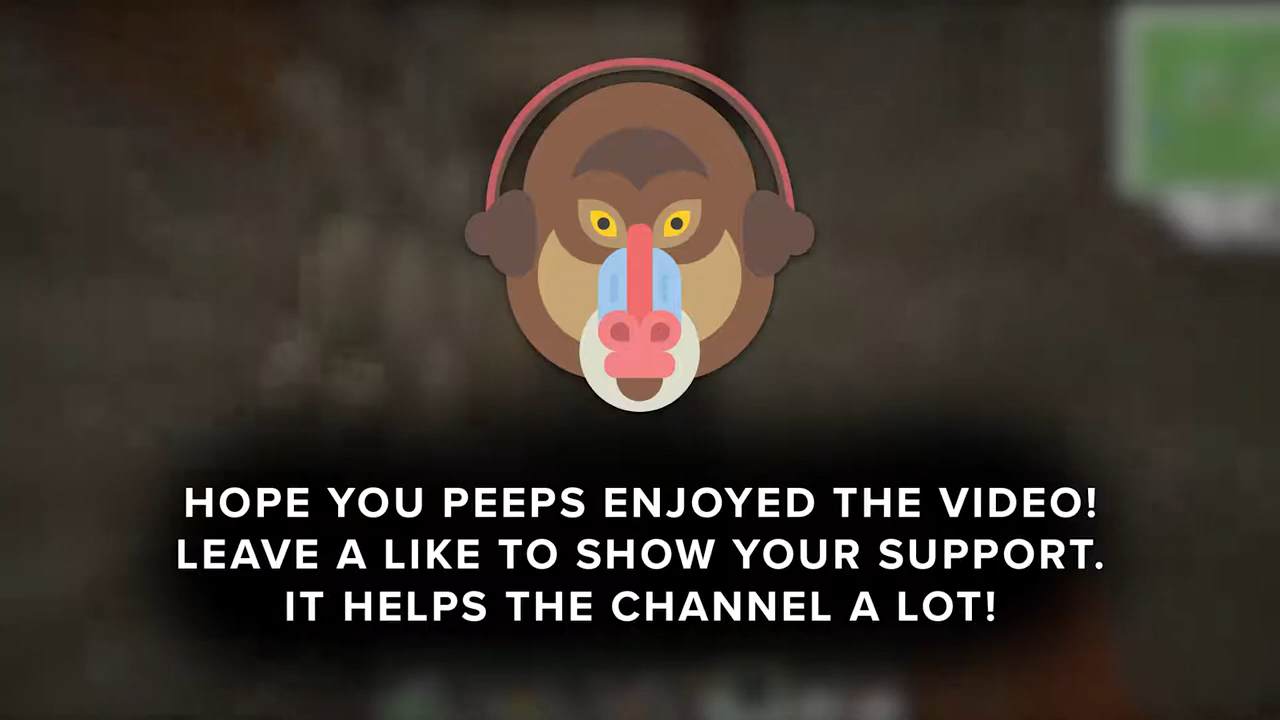 HOPE YOU PEEPS ENJOYED THE VIDEO!
LEAVE A LIKE TO SHOW YOUR SUPPORT.
IT HELPS THE CHANNEL A LOT!